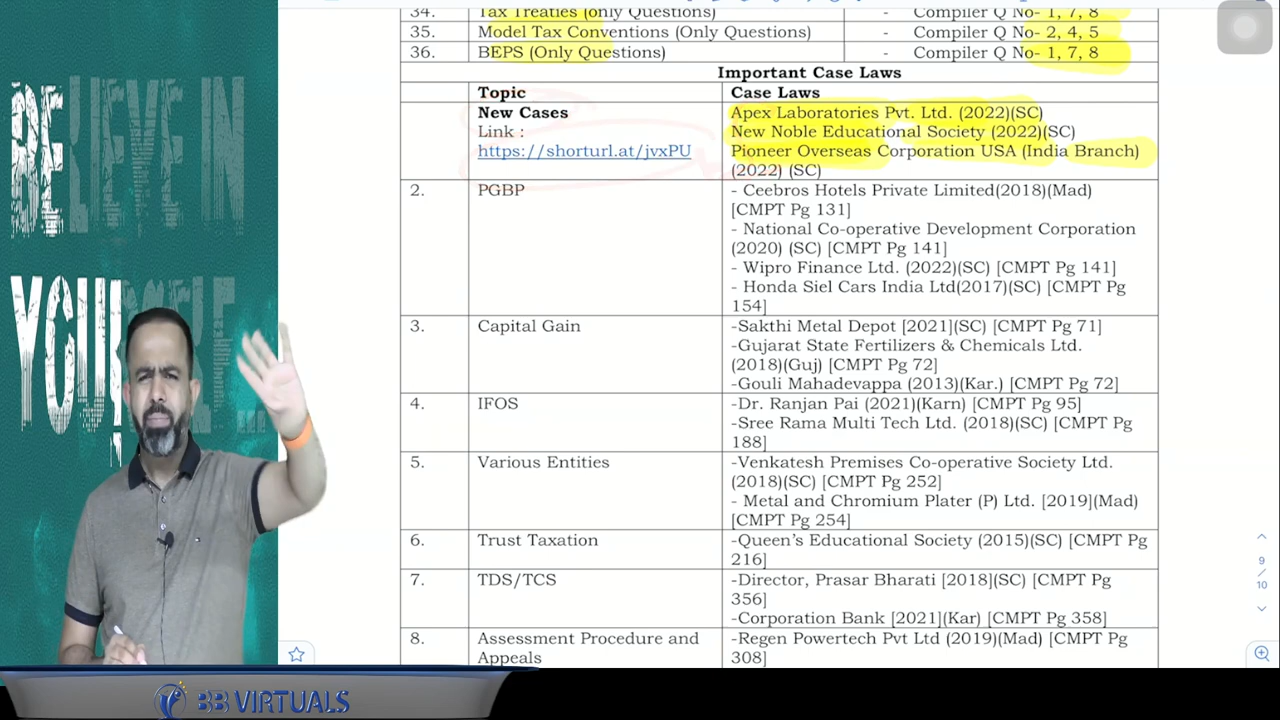 BELIEVE IN
YOURSELF...
34. Tax Treaties (only Questions) - Compiler Q No- 1, 7, 8
35. Model Tax Conventions (Only Questions) - Compiler Q No- 2, 4, 5
36. BEPS (Only Questions) - Compiler Q No- 1, 7, 8
Important Case Laws
Topic Case Laws
New Cases Apex Laboratories Pvt. Ltd. (2022)(SC)
Link : New Noble Educational Society (2022)(SC)
https://shorturl.at/jvxPU Pioneer Overseas Corporation USA (India Branch)
(2022) (SC)
2. PGBP - Ceebros Hotels Private Limited(2018)(Mad)
[CMPT Pg 131]
- National Co-operative Development Corporation
(2020) (SC) [CMPT Pg 141]
- Wipro Finance Ltd. (2022)(SC) [CMPT Pg 141]
- Honda Siel Cars India Ltd(2017)(SC) [CMPT Pg
154]
3. Capital Gain -Sakthi Metal Depot [2021](SC) [CMPT Pg 71]
-Gujarat State Fertilizers & Chemicals Ltd.
(2018)(Guj) [CMPT Pg 72]
-Gouli Mahadevappa (2013)(Kar.) [CMPT Pg 72]
4. IFOS -Dr. Ranjan Pai (2021)(Karn) [CMPT Pg 95]
-Sree Rama Multi Tech Ltd. (2018)(SC) [CMPT Pg
188]
5. Various Entities -Venkatesh Premises Co-operative Society Ltd.
(2018)(SC) [CMPT Pg 252]
- Metal and Chromium Plater (P) Ltd. [2019](Mad)
[CMPT Pg 254]
6. Trust Taxation -Queen's Educational Society (2015)(SC) [CMPT Pg
216]
7. TDS/TCS -Director, Prasar Bharati [2018](SC) [CMPT Pg
356]
-Corporation Bank [2021](Kar) [CMPT Pg 358]
8. Assessment Procedure and -Regen Powertech Pvt Ltd (2019)(Mad) [CMPT Pg
Appeals 308]
9
/
10
BB VIRTUALS